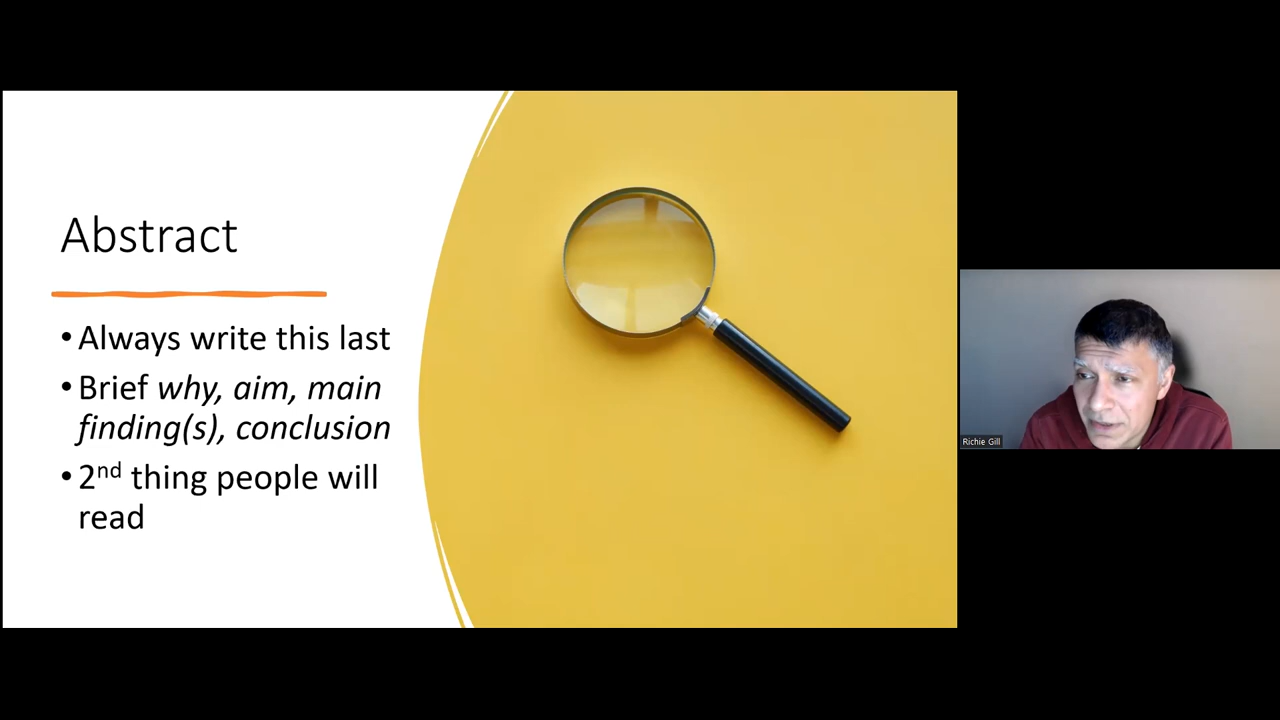 Abstract
•Always write this last
•Brief why, aim, main
finding(s), conclusion
•2nd thing people will
read
Richie Gill